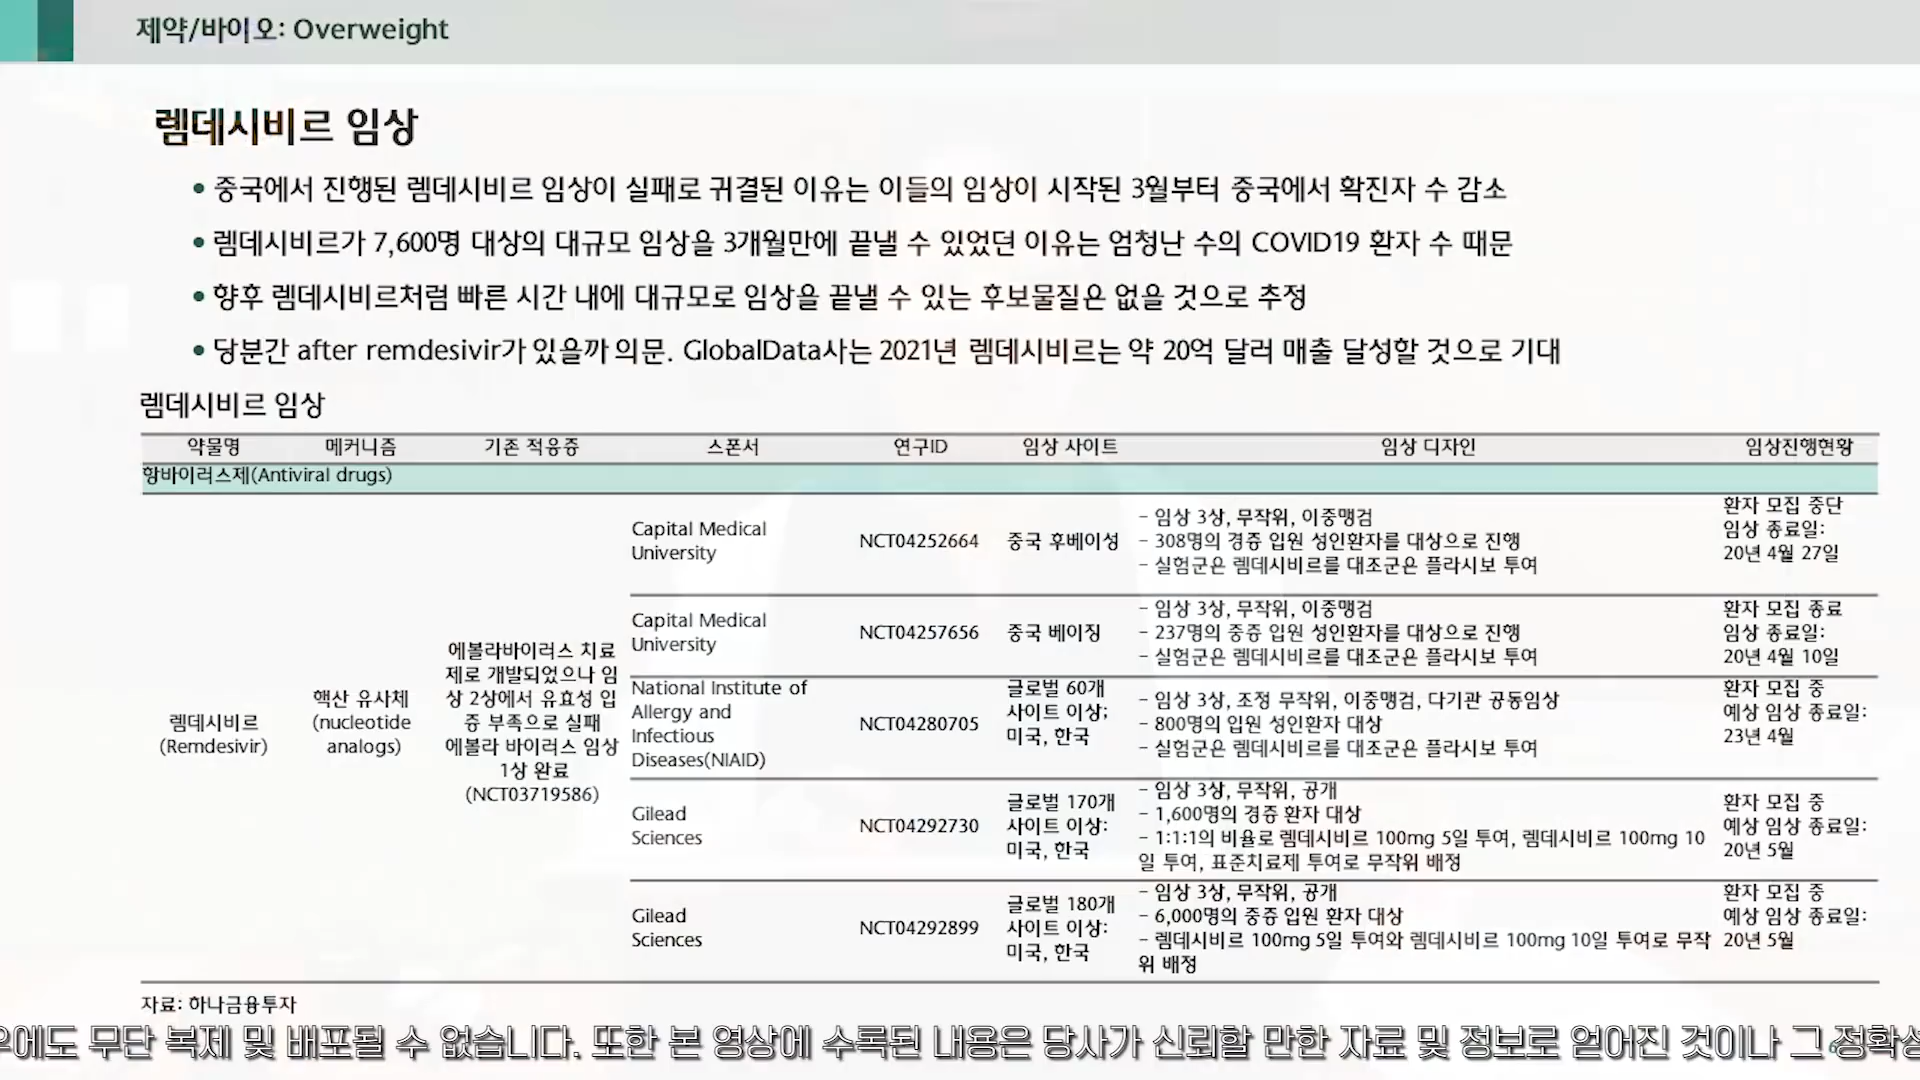 제약/바이오: Overweight
렘데시비르 임상
• 중국에서 진행된 렘데시비르 임상이 실패로 귀결된 이유는 이들의 임상이 시작된 3월부터 중국에서 확진자 수 감소
• 렘데시비르가 7,600명 대상의 대규모 임상을 3개월만에 끝낼 수 있었던 이유는 엄청난 수의 COVID19 환자 수 때문
• 향후 렘데시비르처럼 빠른 시간 내에 대규모로 임상을 끝낼 수 있는 후보물질은 없을 것으로 추정
• 당분간 after remdesivir가 있을까 의문. GlobalData사는 2021년 렘데시비르는 약 20억 달러 매출 달성할 것으로 기대
렘데시비르 임상
약물명 메커니즘 기존 적응증 스폰서 연구ID 임상 사이트 임상 디자인 임상진행현황
항바이러스제(Antiviral drugs)
렘데시비르
(Remdesivir)
핵산 유사체
(nucleotide
analogs)
에볼라바이러스 치료
제로 개발되었으나 임
상 2상에서 유효성 입
증 부족으로 실패
에볼라 바이러스 임상
1상 완료
(NCT03719586)
Capital Medical
University
NCT04252664
중국 후베이성
- 임상 3상, 무작위, 이중맹검
- 308명의 경증 입원 성인환자를 대상으로 진행
- 실험군은 렘데시비르를 대조군은 플라시보 투여
환자 모집 중단
임상 종료일:
20년 4월 27일
Capital Medical
University
NCT04257656
중국 베이징
- 임상 3상, 무작위, 이중맹검
- 237명의 중증 입원 성인환자를 대상으로 진행
- 실험군은 렘데시비르를 대조군은 플라시보 투여
환자 모집 종료
임상 종료일:
20년 4월 10일
National Institute of
Allergy and
Infectious
Diseases(NIAID)
NCT04280705
글로벌 60개
사이트 이상;
미국, 한국
- 임상 3상, 조정 무작위, 이중맹검, 다기관 공동임상
- 800명의 입원 성인환자 대상
- 실험군은 렘데시비르를 대조군은 플라시보 투여
환자 모집 중
예상 임상 종료일:
23년 4월
Gilead
Sciences
NCT04292730
글로벌 170개
사이트 이상:
미국, 한국
- 임상 3상, 무작위, 공개
- 1,600명의 경증 환자 대상
- 1:1:1의 비율로 렘데시비르 100mg 5일 투여, 렘데시비르 100mg 10
일 투여, 표준치료제 투여로 무작위 배정
환자 모집 중
예상 임상 종료일:
20년 5월
Gilead
Sciences
NCT04292899
글로벌 180개
사이트 이상:
미국, 한국
- 임상 3상, 무작위, 공개
- 6,000명의 중증 입원 환자 대상
- 렘데시비르 100mg 5일 투여와 렘데시비르 100mg 10일 투여로 무작
위 배정
환자 모집 중
예상 임상 종료일:
20년 5월
자료: 하나금융투자
우에도 무단 복제 및 배포될 수 없습니다. 또한 본 영상에 수록된 내용은 당사가 신뢰할 만한 자료 및 정보로 얻어진 것이나 그 정확성